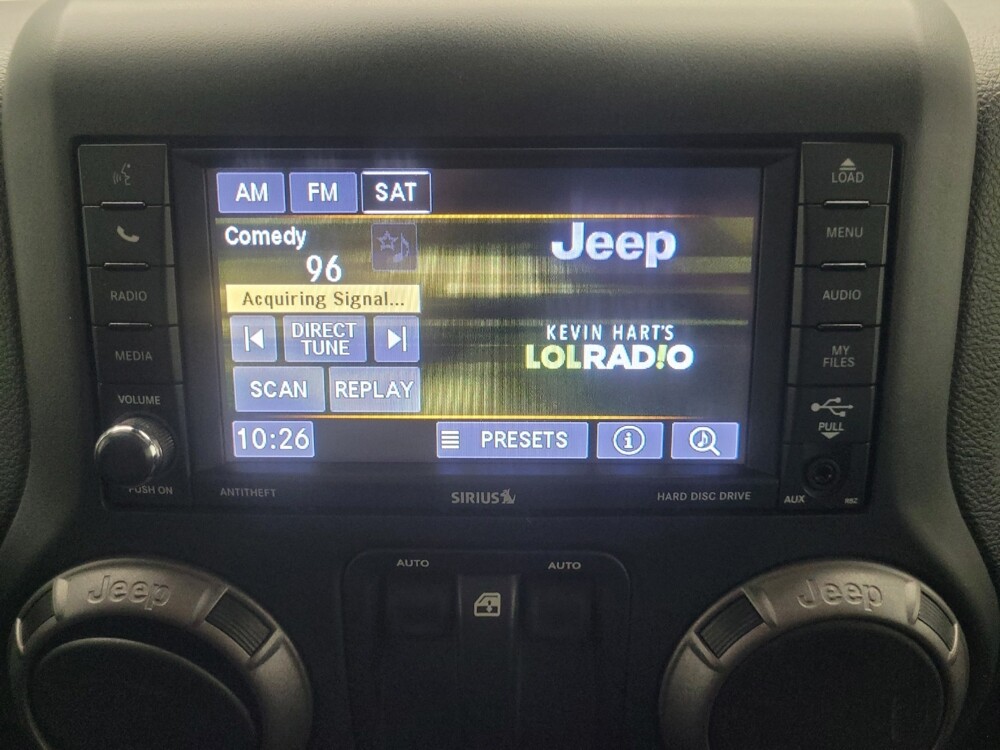 AM FM SAT
LOAD
Comedy
Jeep
MENU
96
Acquiring Signal...
RADIO
AUDIO
DIRECT
TUNE
KEVIN HART'S
LOLRAD!O
MEDIA
MY
FILES
SCAN REPLAY
VOLUME
10:26 PRESETS
PULL
PUSH ON
ANTITHEFT SIRIUS HARD DISC DRIVE
AUX RBZ
AUTO AUTO
Jeep Jeep